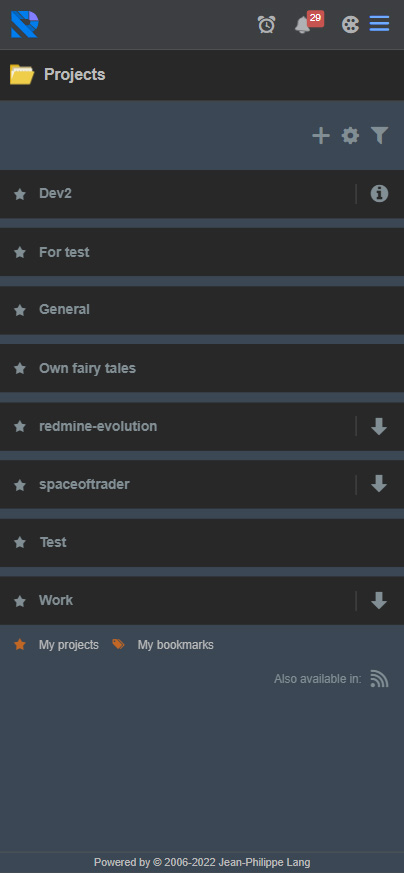 29
Projects
Dev2
For test
General
Own fairy tales
redmine-evolution
spaceoftrader
Test
Work
My projects My bookmarks
Also available in:
Powered by © 2006-2022 Jean-Philippe Lang